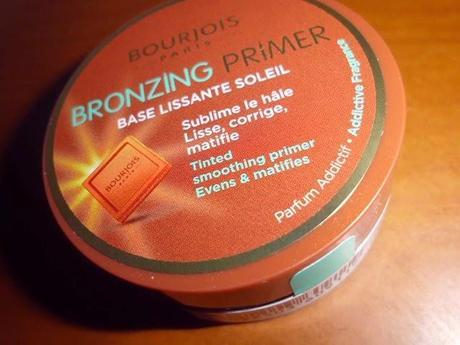 BOURJOIS
PARIS
BRONZING PRiMER
BASE LISSANTE SOLEIL
Sublime le hâle
Lisse, corrige,
matifie
Tinted
smoothing primer
Evens & matifies
Parfum Addictif • Addictive Fragrance
BOURJOIS
PARIS